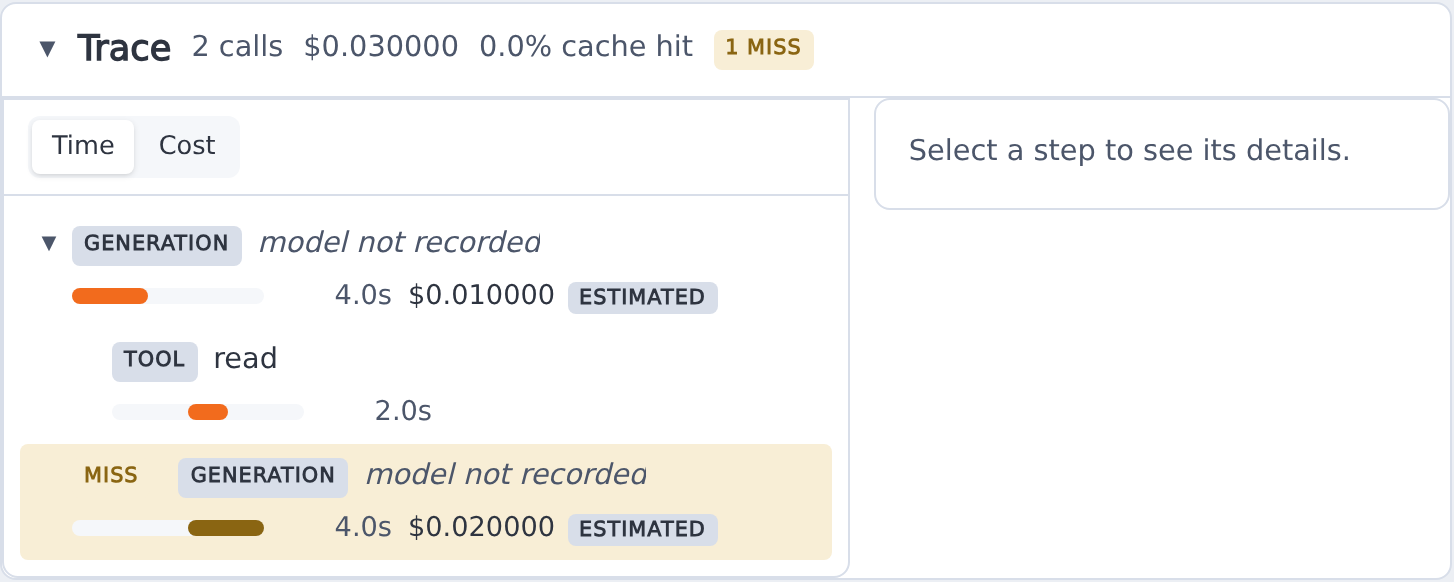 ▼ Trace 2 calls $0.030000 0.0% cache hit 1 MISS
Time Cost
Select a step to see its details.
▼ GENERATION model not recorded
4.0s $0.010000 ESTIMATED
TOOL read
2.0s
MISS GENERATION model not recorded
4.0s $0.020000 ESTIMATED